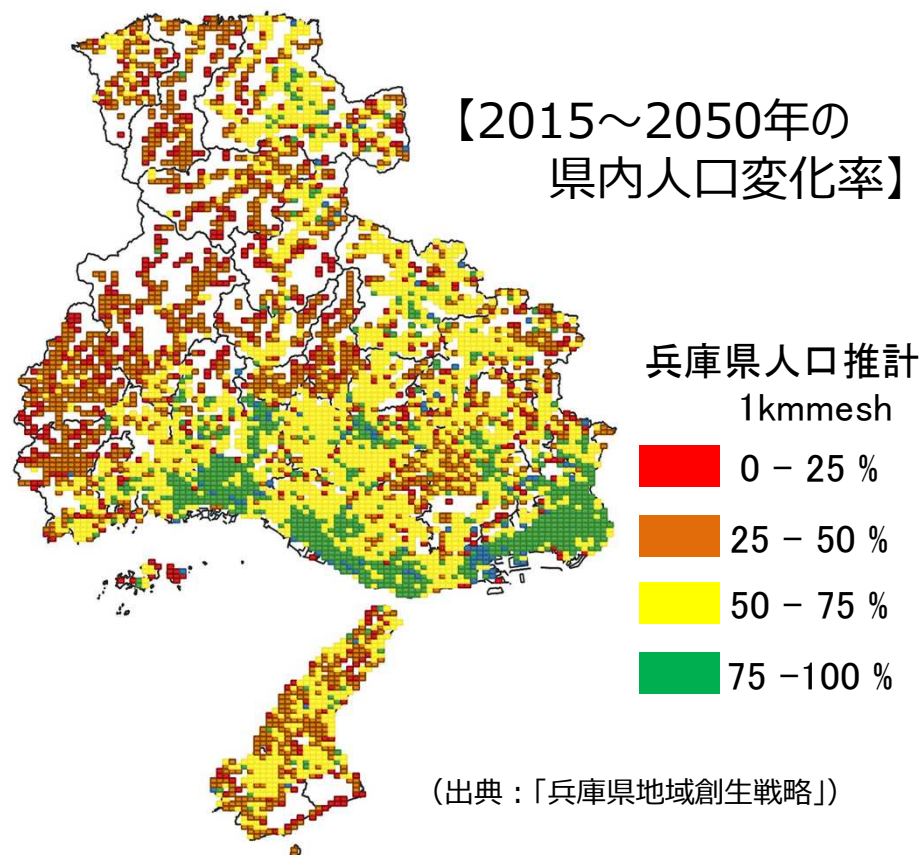 【2015～2050年の
県内人口変化率】
兵庫県人口推計
1kmmesh
0 － 25 %
25 － 50 %
50 － 75 %
75 －100 %
（出典：「兵庫県地域創生戦略」）